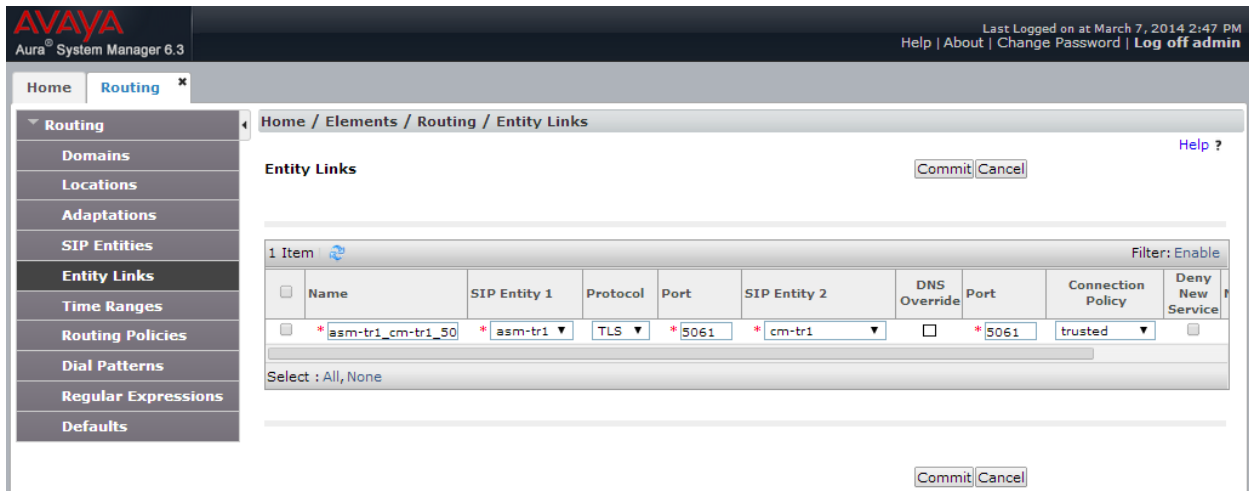 AVAYA
Aura® System Manager 6.3
Last Logged on at March 7, 2014 2:47 PM
Help | About | Change Password | Log off admin
Home
Routing ×
Routing
Domains
Locations
Adaptations
SIP Entities
Entity Links
Time Ranges
Routing Policies
Dial Patterns
Regular Expressions
Defaults
Home / Elements / Routing / Entity Links
Help ?
Entity Links
Commit Cancel
1 Item
Filter: Enable
Name SIP Entity 1 Protocol Port SIP Entity 2 DNS Override Port Connection Policy Deny New Service
* asm-tr1_cm-tr1_50 * asm-tr1 TLS * 5061 * cm-tr1 * 5061 trusted
Select : All, None
Commit Cancel